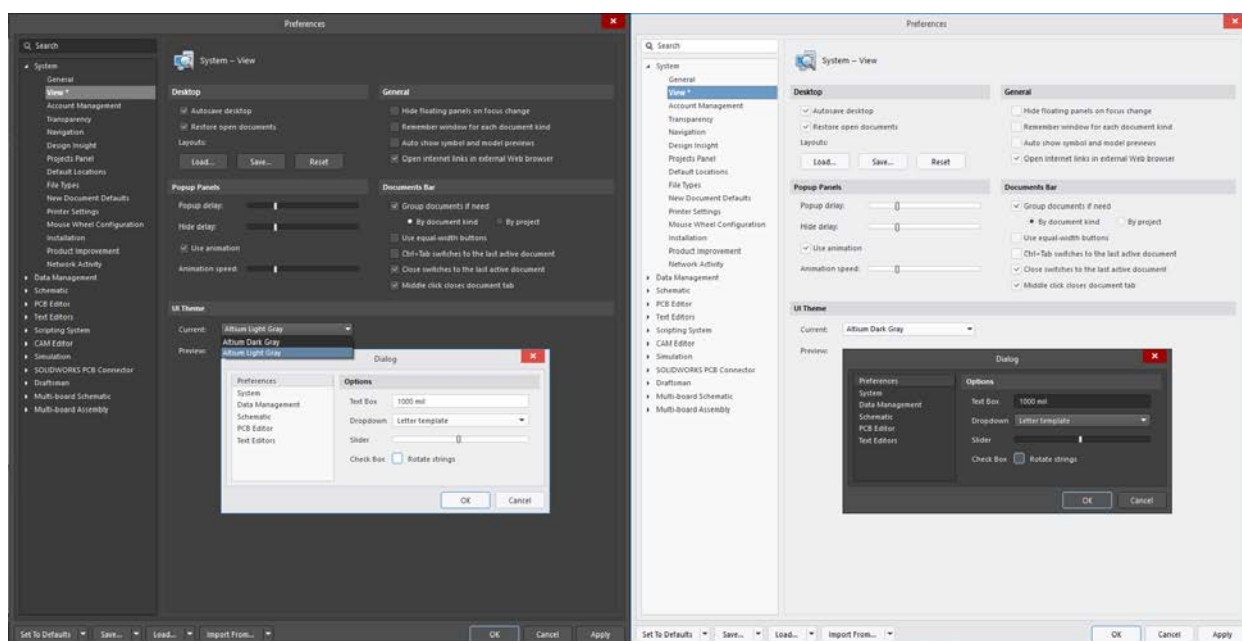 Preferences
Search
System
General
View *
Account Management
Transparency
Navigation
Design Insight
Projects Panel
Default Locations
File Types
New Document Defaults
Printer Settings
Mouse Wheel Configuration
Installation
Product Improvement
Network Activity
Data Management
Schematic
PCB Editor
Text Editors
Scripting System
CAM Editor
Simulation
SOLIDWORKS PCB Connector
Draftsman
Multi-board Schematic
Multi-board Assembly
System – View
Desktop
Autosave desktop
Restore open documents
Layouts:
Load... Save... Reset
General
Hide floating panels on focus change
Remember window for each document kind
Auto show symbol and model previews
Open internet links in external Web browser
Popup Panels
Popup delay:
Hide delay:
Use animation
Animation speed:
Documents Bar
Group documents if need
By document kind By project
Use equal-width buttons
Ctrl+Tab switches to the last active document
Close switches to the last active document
Middle click closes document tab
UI Theme
Current: Altium Light Gray
Altium Dark Gray
Altium Light Gray
Preview:
Dialog
Preferences
System
Data Management
Schematic
PCB Editor
Text Editors
Options
Text Box 1000 mil
Dropdown Letter template
Slider
Check Box Rotate strings
OK Cancel
Set To Defaults Save... Load... Import From... OK Cancel Apply
Preferences
Search
System
General
View *
Account Management
Transparency
Navigation
Design Insight
Projects Panel
Default Locations
File Types
New Document Defaults
Printer Settings
Mouse Wheel Configuration
Installation
Product Improvement
Network Activity
Data Management
Schematic
PCB Editor
Text Editors
Scripting System
CAM Editor
Simulation
SOLIDWORKS PCB Connector
Draftsman
Multi-board Schematic
Multi-board Assembly
System – View
Desktop
Autosave desktop
Restore open documents
Layouts:
Load... Save... Reset
General
Hide floating panels on focus change
Remember window for each document kind
Auto show symbol and model previews
Open internet links in external Web browser
Popup Panels
Popup delay:
Hide delay:
Use animation
Animation speed:
Documents Bar
Group documents if need
By document kind By project
Use equal-width buttons
Ctrl+Tab switches to the last active document
Close switches to the last active document
Middle click closes document tab
UI Theme
Current: Altium Dark Gray
Preview:
Dialog
Preferences
System
Data Management
Schematic
PCB Editor
Text Editors
Options
Text Box 1000 mil
Dropdown Letter template
Slider
Check Box Rotate strings
OK Cancel
Set To Defaults Save... Load... Import From... OK Cancel Apply